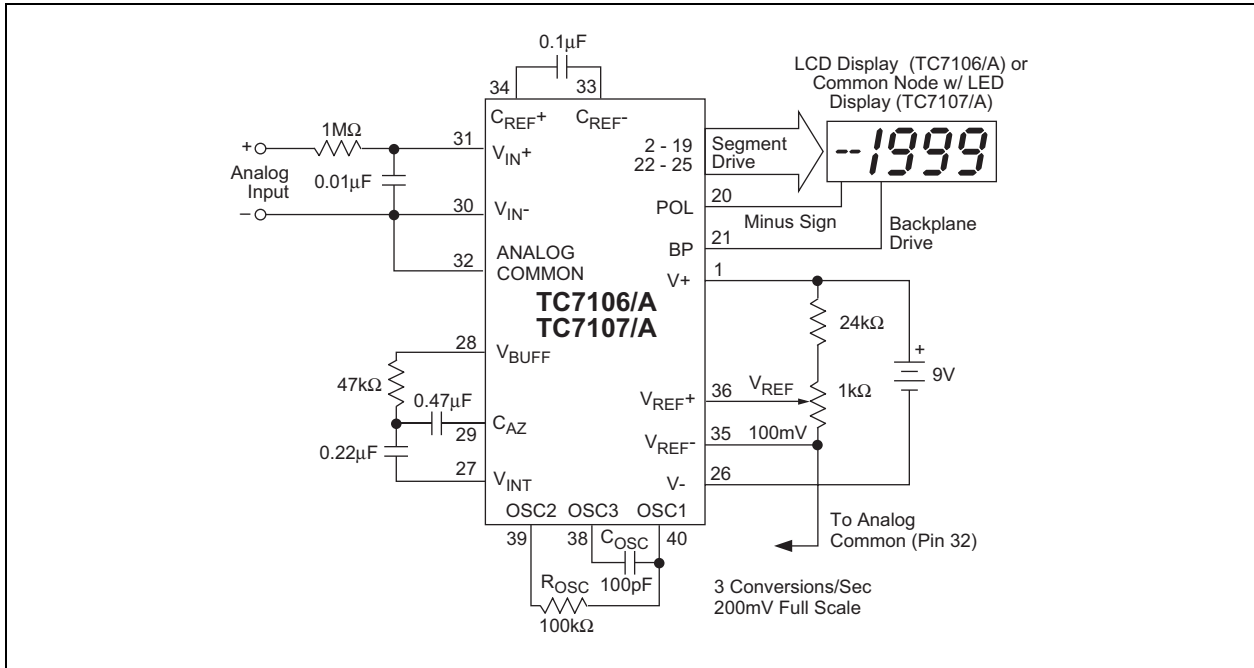 0.1μF
34
33
C_REF+
C_REF-
LCD Display (TC7106/A) or
Common Node w/ LED
Display (TC7107/A)
--1999
2 - 19
22 - 25
Segment
Drive
1MΩ
+
31
V_IN+
Analog
Input
0.01μF
–
30
V_IN-
POL
20
Minus Sign
Backplane
Drive
BP
21
32
ANALOG
COMMON
V+
1
TC7106/A
TC7107/A
24kΩ
+
9V
28
V_BUFF
47kΩ
0.47μF
29
C_AZ
V_REF+
36
V_REF
1kΩ
V_REF-
35
100mV
0.22μF
27
V_INT
V-
26
OSC2
OSC3
OSC1
39
38
C_OSC
40
100pF
R_OSC
100kΩ
To Analog
Common (Pin 32)
3 Conversions/Sec
200mV Full Scale